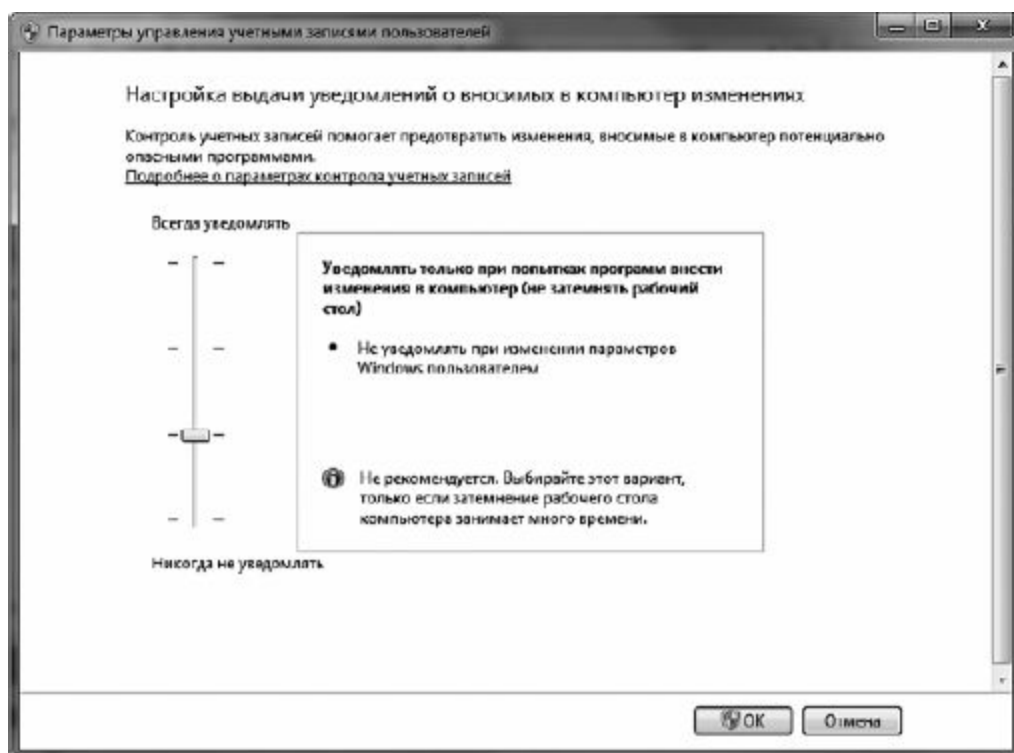 Параметры управления учетными записями пользователей
Настройка выдачи уведомлений о вносимых в компьютер изменениях
Контроль учетных записей помогает предотвратить изменения, вносимые в компьютер потенциально
опасными программами.
Подробнее о параметрах контроля учетных записей
Всегда уведомлять
Уведомлять только при попытках программ внести
изменения в компьютер (не затемнять рабочий
стол)
• Не уведомлять при изменении параметров
Windows пользователем
Не рекомендуется. Выбирайте этот вариант,
только если затемнение рабочего стола
компьютера занимает много времени.
Никогда не уведомлять
OK Отмена